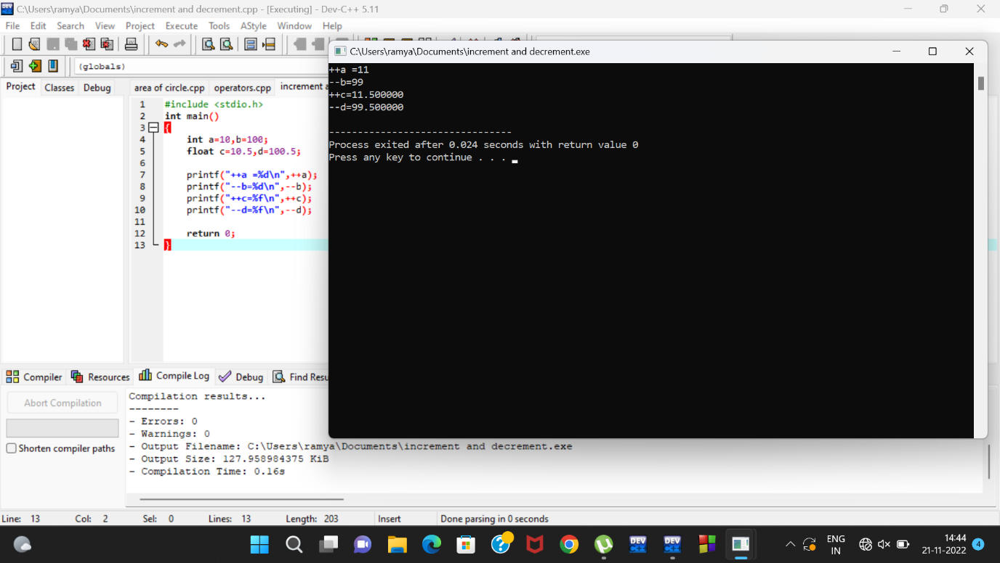 C:\Users\ramya\Documents\increment and decrement.cpp - [Executing] - Dev-C++ 5.11
File Edit Search View Project Execute Tools AStyle Window Help
(globals)
Project Classes Debug
area of circle.cpp operators.cpp increment
1 #include <stdio.h>
2 int main()
3 {
4 int a=10,b=100;
5 float c=10.5,d=100.5;
6
7 printf("++a =%d\n",++a);
8 printf("--b=%d\n",--b);
9 printf("++c=%f\n",++c);
10 printf("--d=%f\n",--d);
11
12 return 0;
13 }
C:\Users\ramya\Documents\increment and decrement.exe
++a =11
--b=99
++c=11.500000
--d=99.500000
--------------------------------
Process exited after 0.024 seconds with return value 0
Press any key to continue . . .
Compiler Resources Compile Log Debug Find Resu
Abort Compilation
Shorten compiler paths
Compilation results...
--------
- Errors: 0
- Warnings: 0
- Output Filename: C:\Users\ramya\Documents\increment and decrement.exe
- Output Size: 127.958984375 KiB
- Compilation Time: 0.16s
Line: 13 Col: 2 Sel: 0 Lines: 13 Length: 203 Insert Done parsing in 0 seconds
DEV
DEV
ENG
IN
14:44
21-11-2022
4